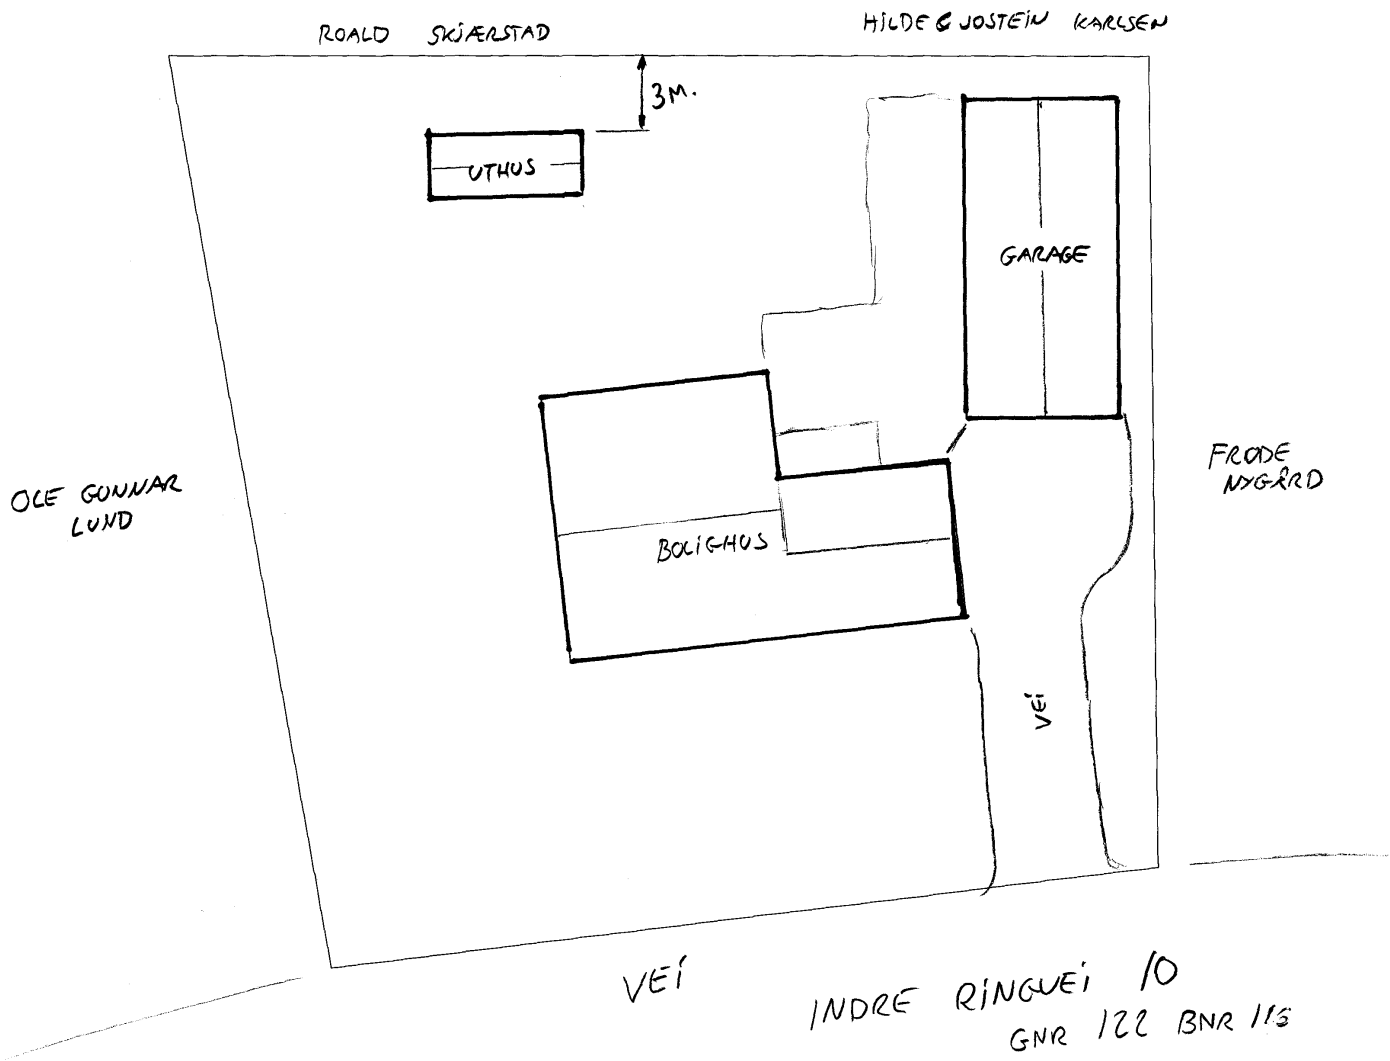 ROALD SKJÆRSTAD
HILDE & JOSTEIN KARLSEN
3M.
UTHUS
GARAGE
OLE GUNNAR
LUND
FRODE
NYGÅRD
BOLIGHUS
VEI
VEI
INDRE RINGVEI 10
GNR 122 BNR